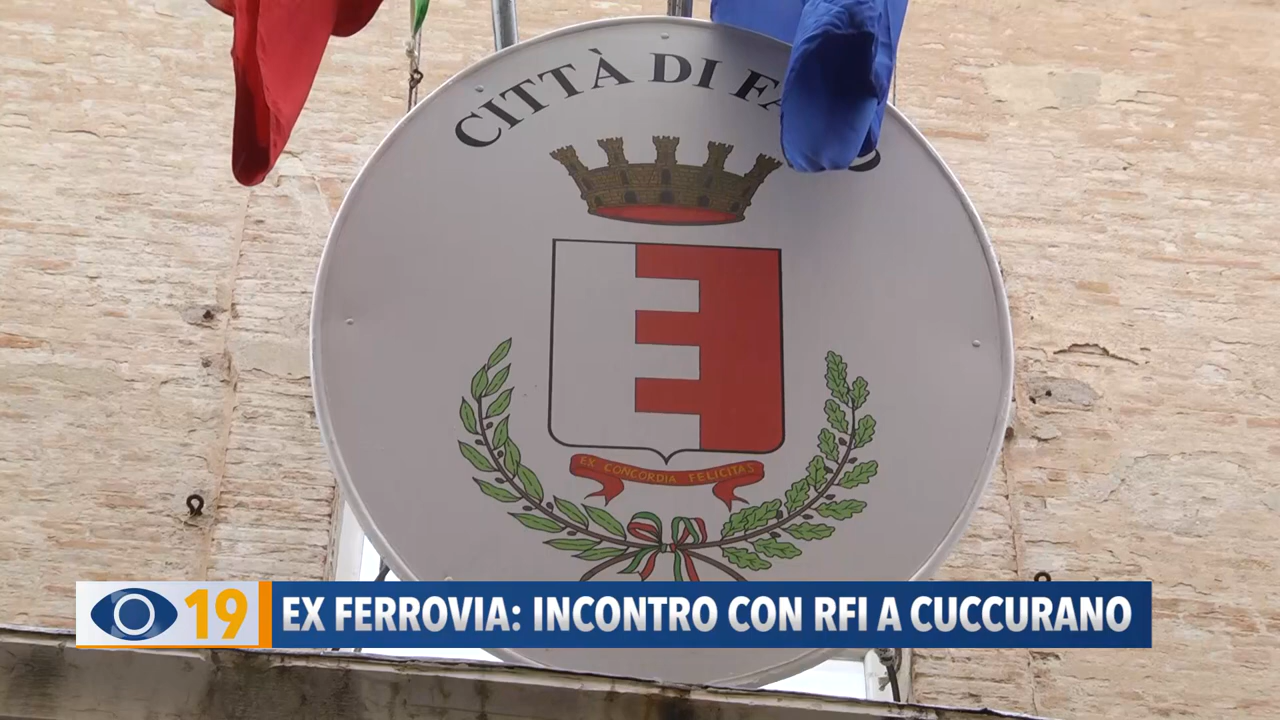 CITTÀ DI FA
EX CONCORDIA FELICITAS
19 EX FERROVIA: INCONTRO CON RFI A CUCCURANO